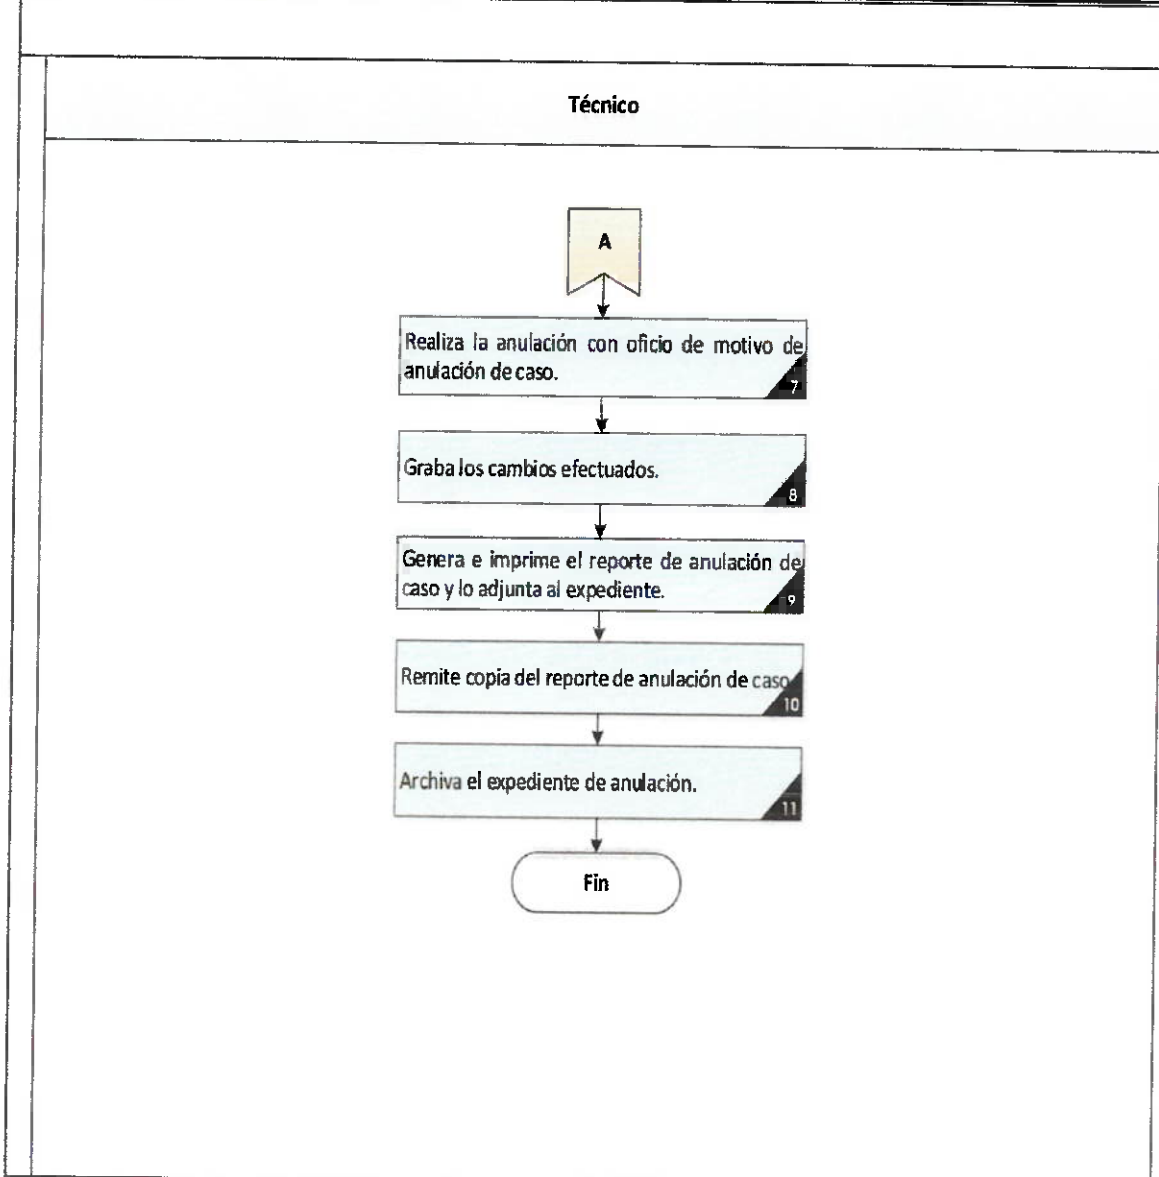 Técnico
A
Realiza la anulación con oficio de motivo de
anulación de caso.
7
Graba los cambios efectuados.
8
Genera e imprime el reporte de anulación de
caso y lo adjunta al expediente.
9
Remite copia del reporte de anulación de caso
10
Archiva el expediente de anulación.
11
Fin